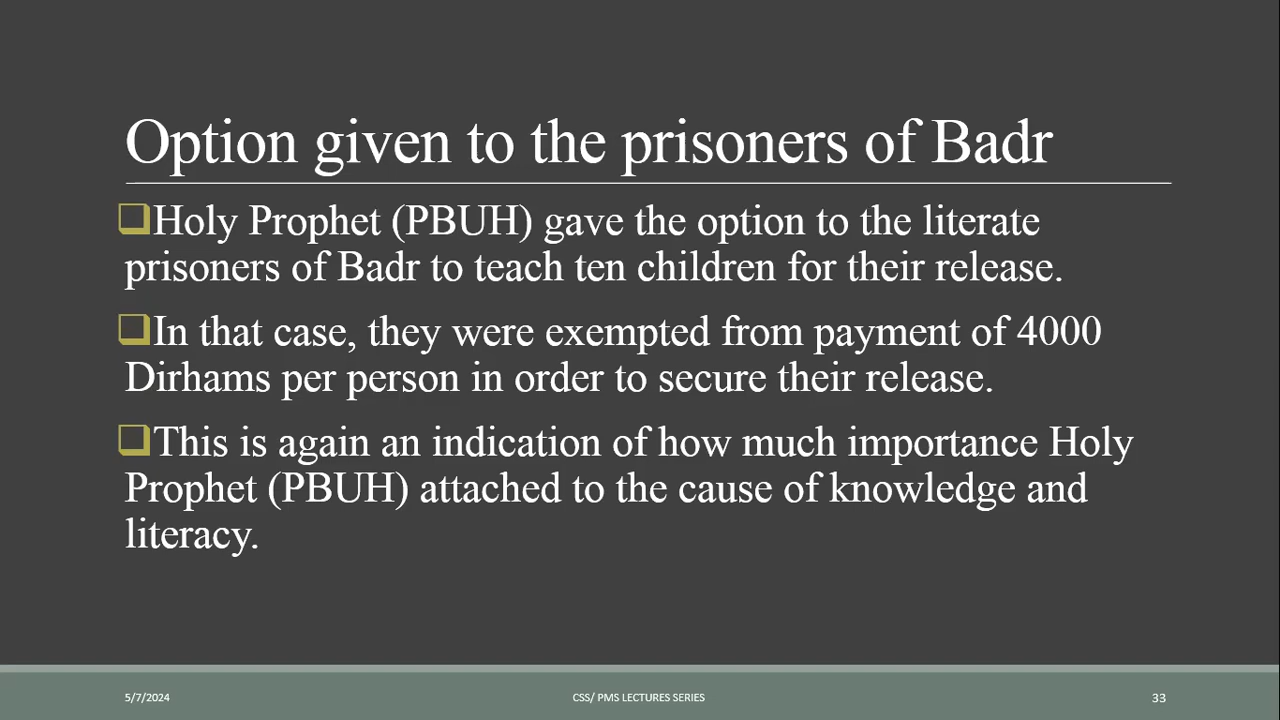 Option given to the prisoners of Badr
Holy Prophet (PBUH) gave the option to the literate
prisoners of Badr to teach ten children for their release.
In that case, they were exempted from payment of 4000
Dirhams per person in order to secure their release.
This is again an indication of how much importance Holy
Prophet (PBUH) attached to the cause of knowledge and
literacy.
5/7/2024
CSS/ PMS LECTURES SERIES
33